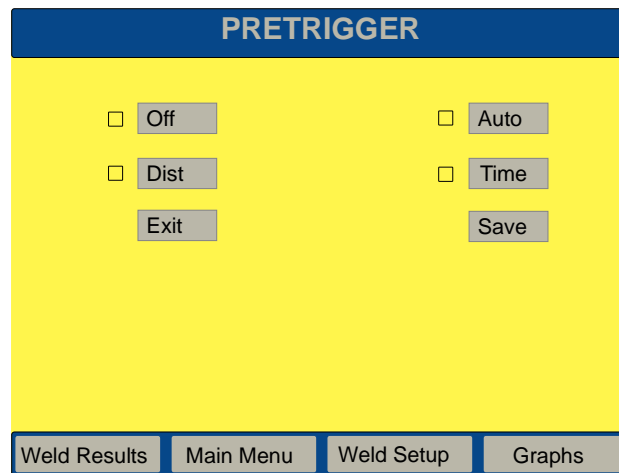 PRETRIGGER
Off Auto
Dist Time
Exit Save
Weld Results Main Menu Weld Setup Graphs